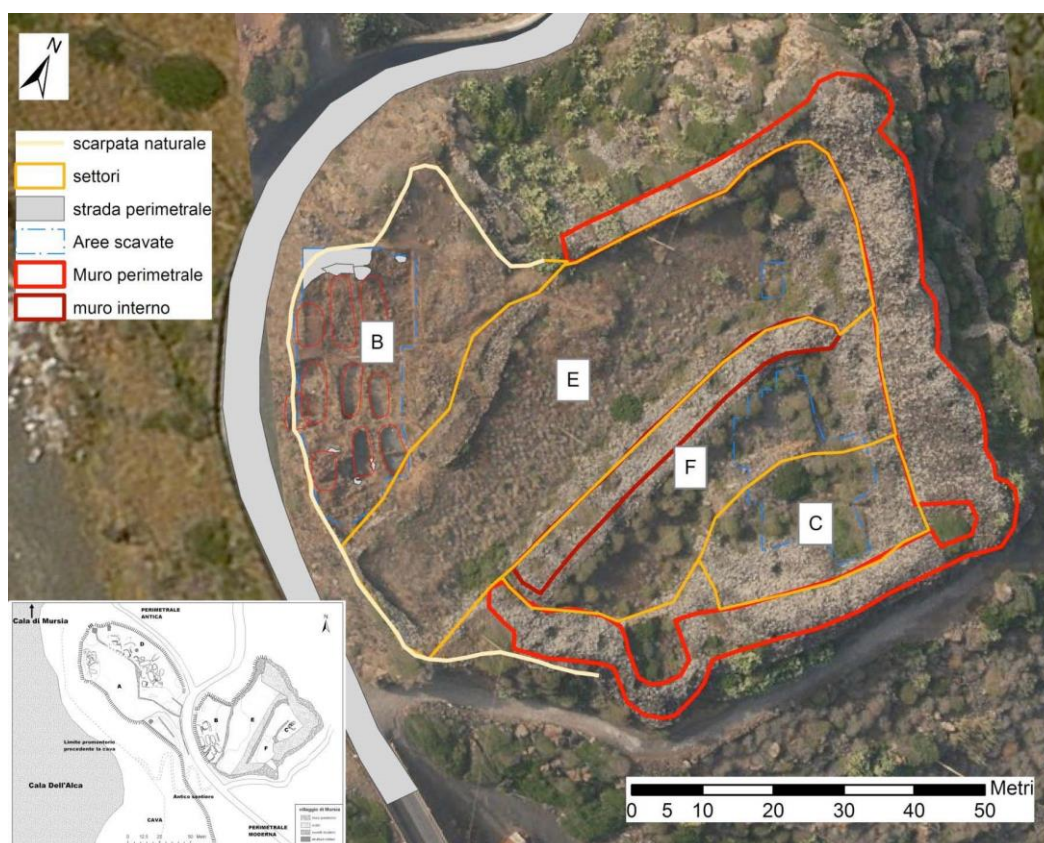 N
scarpata naturale
settori
strada perimetrale
Aree scavate
Muro perimetrale
muro interno
B
E
F
C
Metri
0 5 10 20 30 40 50
Cala di Mursia
PERIMETRALE
ANTICA
N
D
A
B
E
C
F
Limite promontorio
precedente la cava
Cala Dell'Alca
Antico sentiero
CAVA
PERIMETRALE
MODERNA
villaggio di Mursia